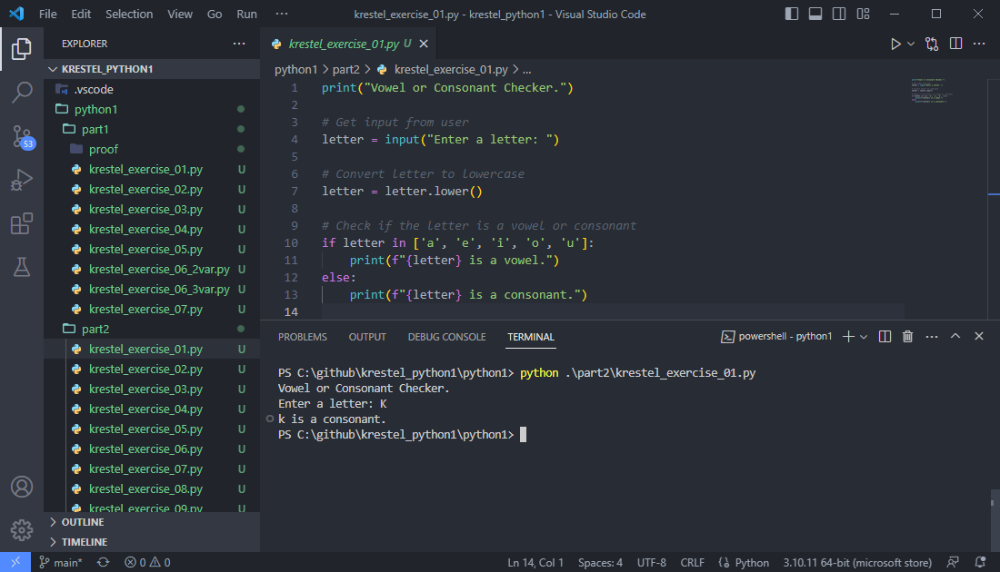 File Edit Selection View Go Run ··· krestel_exercise_01.py - krestel_python1 - Visual Studio Code
EXPLORER ···
KRESTEL_PYTHON1
.vscode
python1
part1
proof
krestel_exercise_01.py U
krestel_exercise_02.py U
krestel_exercise_03.py U
krestel_exercise_04.py U
krestel_exercise_05.py U
krestel_exercise_06_2var.py U
krestel_exercise_06_3var.py U
krestel_exercise_07.py U
part2
krestel_exercise_01.py U
krestel_exercise_02.py U
krestel_exercise_03.py U
krestel_exercise_04.py U
krestel_exercise_05.py U
krestel_exercise_06.py U
krestel_exercise_07.py U
krestel_exercise_08.py U
krestel_exercise_09.py U
OUTLINE
TIMELINE
53
krestel_exercise_01.py U
python1 > part2 > krestel_exercise_01.py > ...
1 print("Vowel or Consonant Checker.")
2
3 # Get input from user
4 letter = input("Enter a letter: ")
5
6 # Convert letter to lowercase
7 letter = letter.lower()
8
9 # Check if the letter is a vowel or consonant
10 if letter in ['a', 'e', 'i', 'o', 'u']:
11     print(f"{letter} is a vowel.")
12 else:
13     print(f"{letter} is a consonant.")
14
PROBLEMS OUTPUT DEBUG CONSOLE TERMINAL powershell - python1
PS C:\github\krestel_python1\python1> python .\part2\krestel_exercise_01.py
Vowel or Consonant Checker.
Enter a letter: K
k is a consonant.
PS C:\github\krestel_python1\python1>
main* 0 0 Ln 14, Col 1 Spaces: 4 UTF-8 CRLF Python 3.10.11 64-bit (microsoft store)